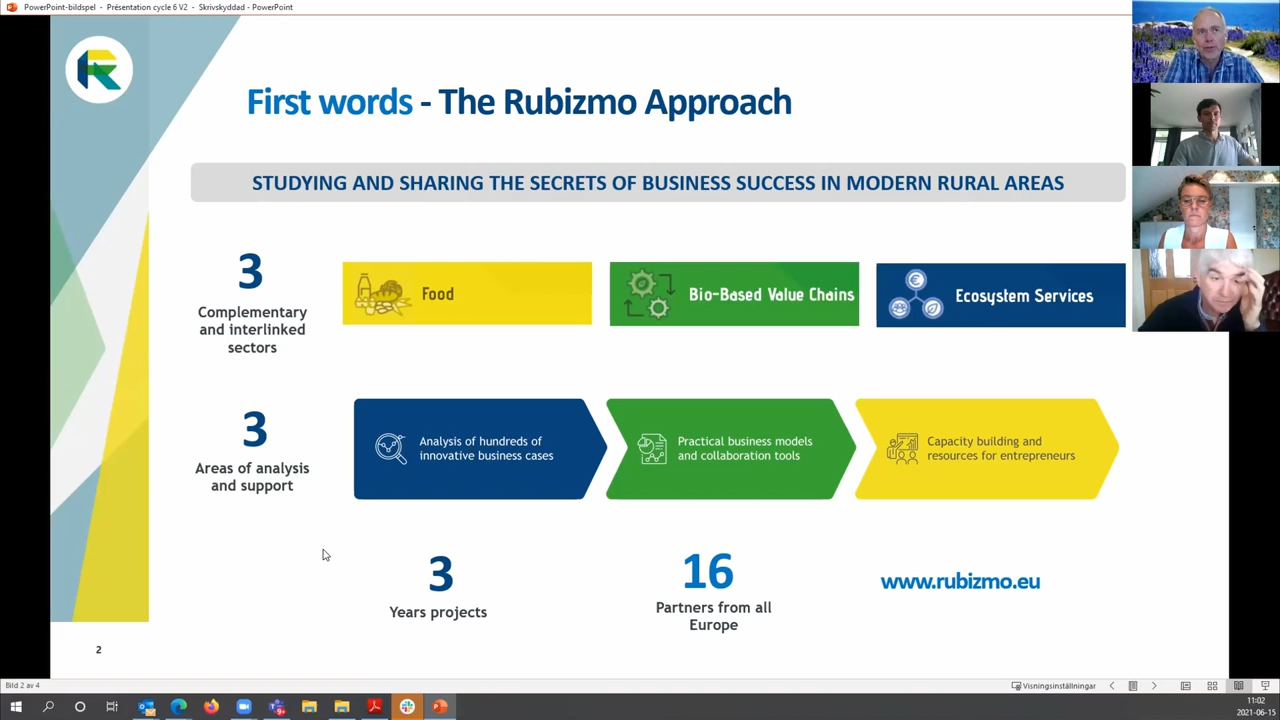 PowerPoint-bildspel - Présentation cycle 6 V2 - Skrivskyddad - PowerPoint
First words - The Rubizmo Approach
STUDYING AND SHARING THE SECRETS OF BUSINESS SUCCESS IN MODERN RURAL AREAS
3
Complementary
and interlinked
sectors
Food
Bio-Based Value Chains
Ecosystem Services
3
Areas of analysis
and support
Analysis of hundreds of
innovative business cases
Practical business models
and collaboration tools
Capacity building and
resources for entrepreneurs
3
Years projects
16
Partners from all
Europe
www.rubizmo.eu
2
Bild 2 av 4
Visningsinställningar
11:02
2021-06-15